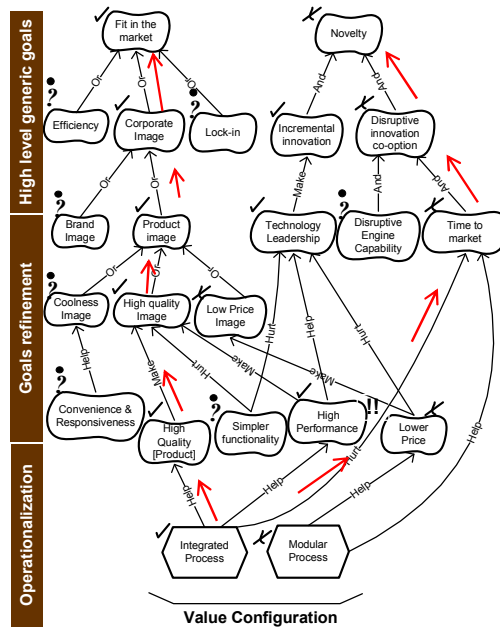 High level generic goals
Goals refinement
Operationalization
Fit in the
market
Novelty
Or
Or
Or
And
And
?
Efficiency
Corporate
Image
?
Lock-in
Incremental
innovation
Disruptive
innovation
co-option
Or
Or
Make
And
And
?
Brand
Image
Product
image
Technology
Leadership
?
Disruptive
Engine
Capability
Time to
market
Or
Or
Or
?
Coolness
Image
High quality
Image
Low Price
Image
Help
Make
Hurt
Make
Hurt
Help
Make
Hurt
?
Convenience &
Responsiveness
High
Quality
[Product]
?
Simpler
functionality
High
Performance
!!
Lower
Price
Help
Help
Hurt
Help
Help
Integrated
Process
Modular
Process
Value Configuration